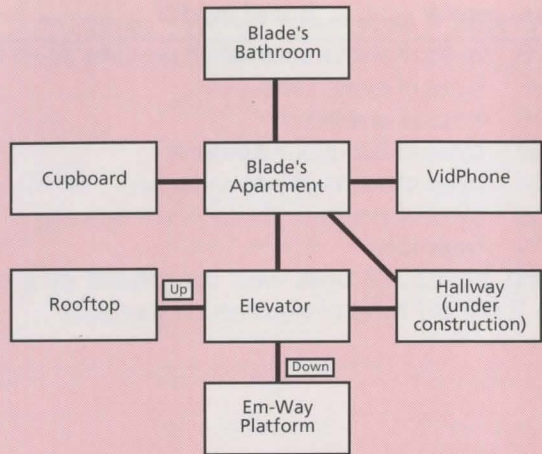 Blade's
Bathroom
Cupboard
Blade's
Apartment
VidPhone
Rooftop
Up
Elevator
Hallway
(under
construction)
Down
Em-Way
Platform